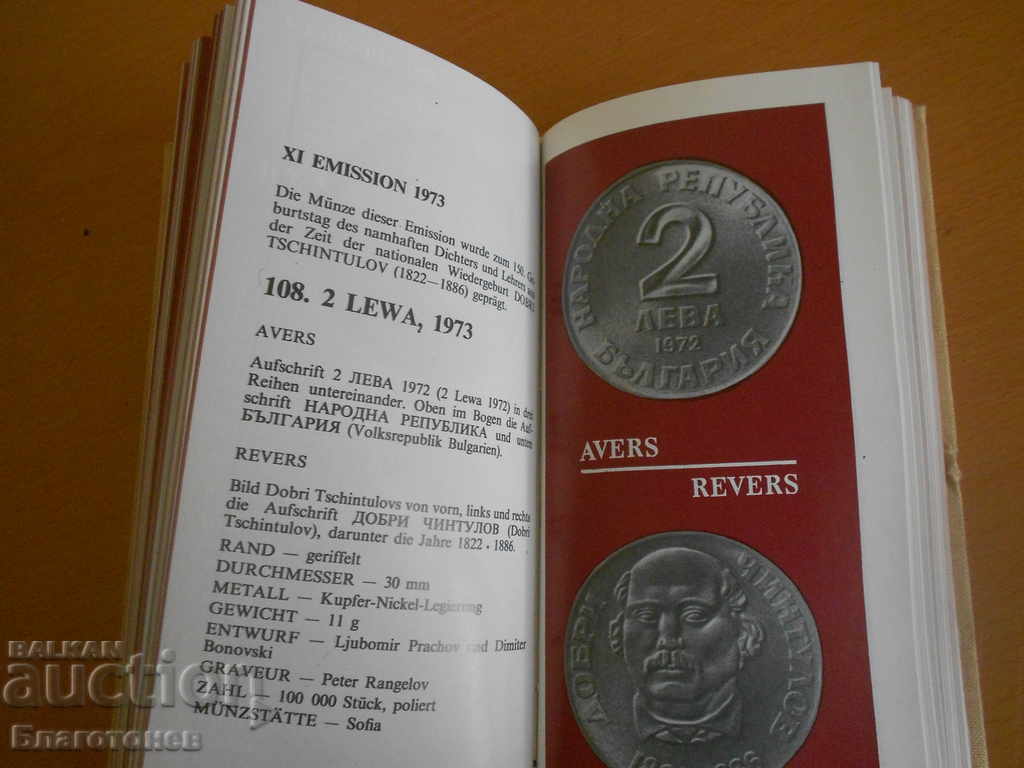 XI EMISSION 1973
Die Münze dieser Emission wurde zum 150. Ge-
burtstag des namhaften Dichters und Lehrers
der Zeit der nationalen Wiedergeburt DOBRI
TSCHINTULOV (1822—1886) geprägt.
108. 2 LEWA, 1973
AVERS
Aufschrift 2 ЛЕВА 1972 (2 Lewa 1972) in drei
Reihen untereinander. Oben im Bogen die Auf-
schrift НАРОДНА РЕПУБЛИКА und unten
БЪЛГАРИЯ (Volksrepublik Bulgarien).
REVERS
Bild Dobri Tschintulovs von vorn, links und rechts
die Aufschrift ДОБРИ ЧИНТУЛОВ (Dobri
Tschintulov), darunter die Jahre 1822 · 1886.
RAND — geriffelt
DURCHMESSER — 30 mm
METALL — Kupfer-Nickel-Legierung
GEWICHT — 11 g
ENTWURF — Ljubomir Prachov und Dimiter
Bonovski
GRAVEUR — Peter Rangelov
ZAHL — 100 000 Stück, poliert
MÜNZSTÄTTE — Sofia
НАРОДНА РЕПУБЛИКА
2
ЛЕВА
1972
БЪЛГАРИЯ
AVERS
REVERS
ДОБРИ ЧИНТУЛОВ
BALKAN
auction
Благотонев